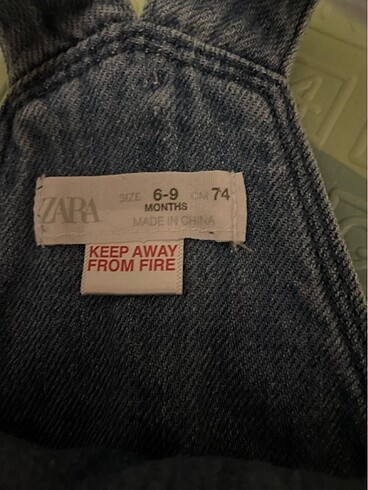 ZARA SIZE 6-9 CM 74
MONTHS
MADE IN CHINA
KEEP AWAY
FROM FIRE